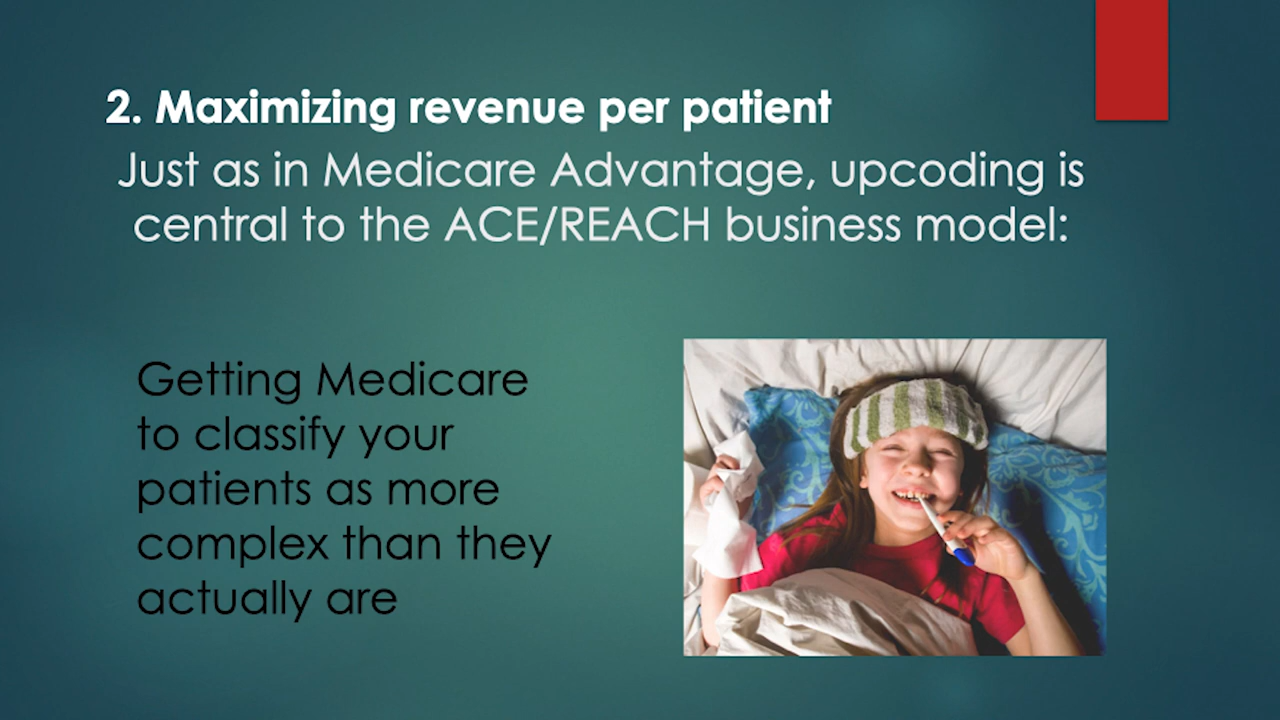 2. Maximizing revenue per patient
Just as in Medicare Advantage, upcoding is
central to the ACE/REACH business model:
Getting Medicare
to classify your
patients as more
complex than they
actually are